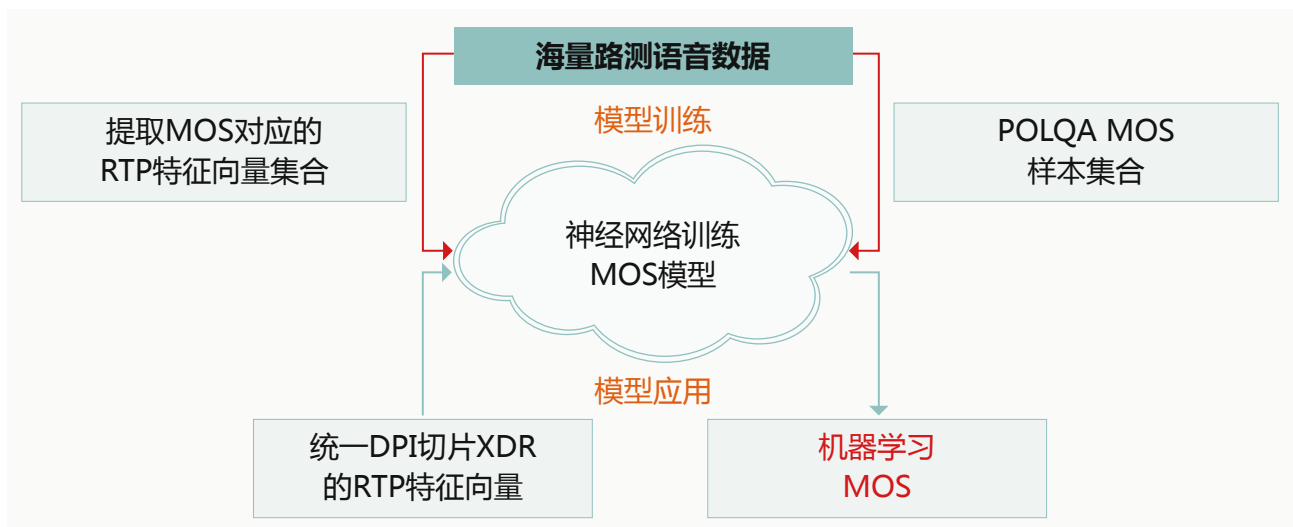 海量路测语音数据
模型训练
提取MOS对应的
RTP特征向量集合
POLQA MOS
样本集合
神经网络训练
MOS模型
模型应用
统一DPI切片XDR
的RTP特征向量
机器学习
MOS